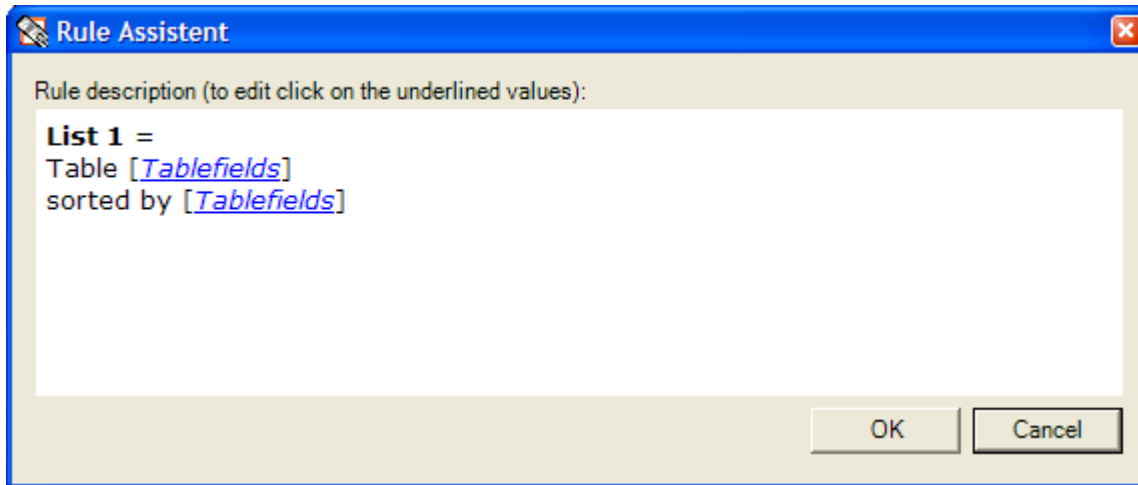 Rule Assistent
Rule description (to edit click on the underlined values):
List 1 =
Table [Tablefields]
sorted by [Tablefields]
OK Cancel